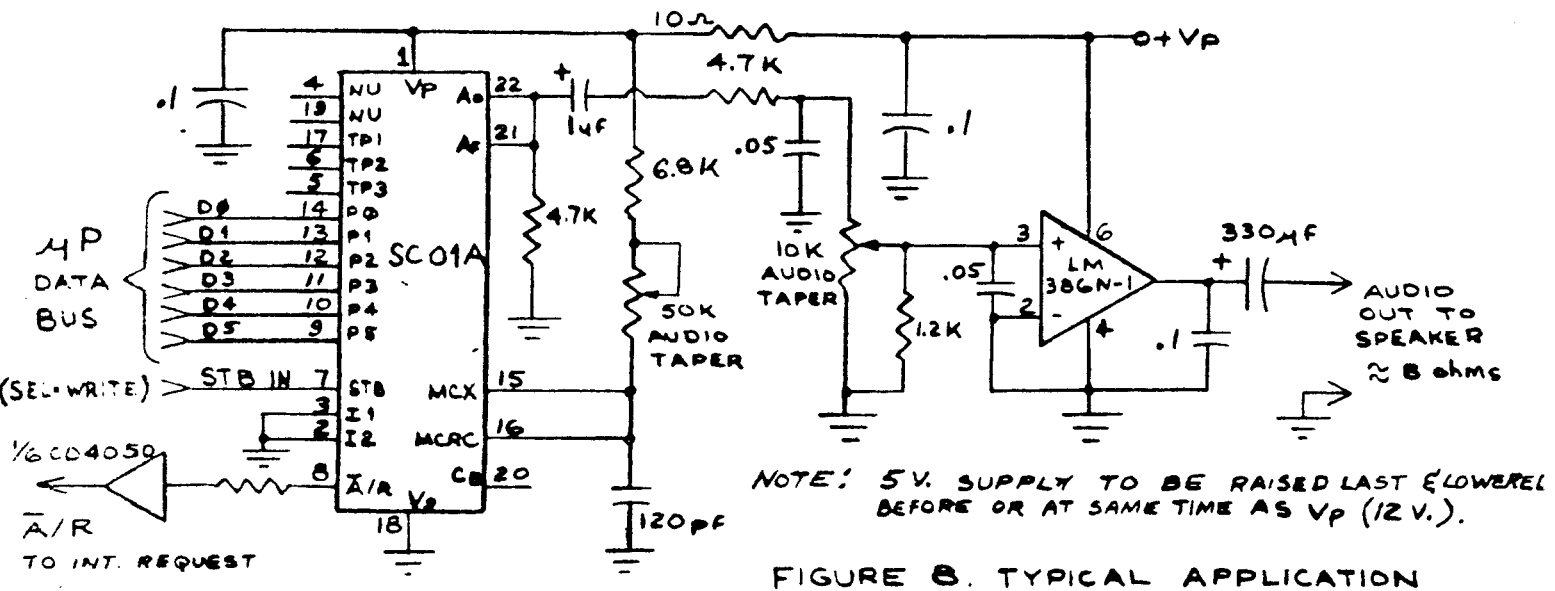 10Ω
+Vp
.1
1
Vp
4 NU
19 NU
17 TP1
6 TP2
5 TP3
µP
DATA
BUS
DØ 14 PØ
D1 13 P1
D2 12 P2
D3 11 P3
D4 10 P4
D5 9 P5
(SEL·WRITE) STB IN 7 STB
3 I1
2 I2
1/6 CD4050
8 Ā/R
Ā/R
TO INT. REQUEST
SC01A
Ao 22
AF 21
MCX 15
MCRC 16
20
18
+
1uF
4.7K
4.7K
6.8K
50K
AUDIO
TAPER
120pf
.05
10K
AUDIO
TAPER
.1
1.2K
.05
3 +
2 -
LM
386N-1
6
4
330µF
+
.1
AUDIO
OUT TO
SPEAKER
≈ 8 ohms
NOTE: 5 V. SUPPLY TO BE RAISED LAST & LOWERED
BEFORE OR AT SAME TIME AS Vp (12 V.).
FIGURE 8. TYPICAL APPLICATION